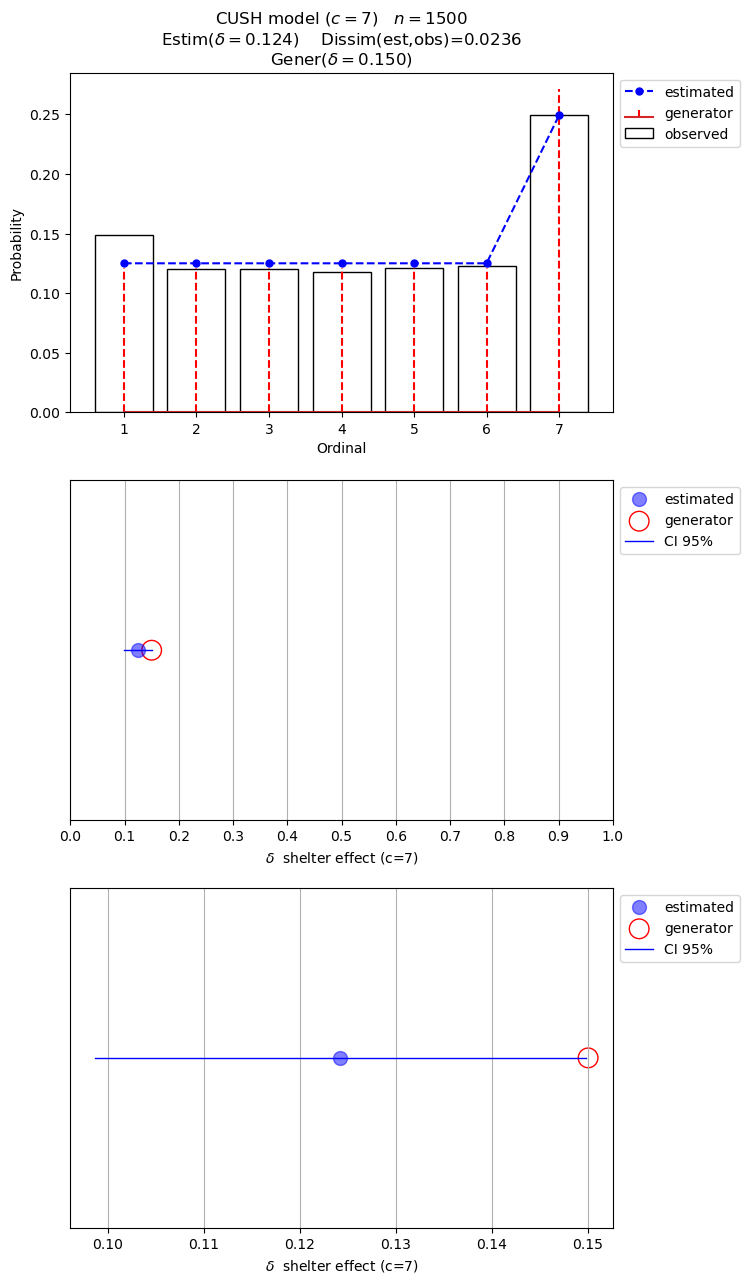 CUSH model (c = 7) n = 1500
Estim(δ = 0.124) Dissim(est,obs)=0.0236
Gener(δ = 0.150)
estimated
generator
observed
0.25
0.20
0.15
0.10
0.05
0.00
Probability
1 2 3 4 5 6 7
Ordinal
estimated
generator
CI 95%
0.0 0.1 0.2 0.3 0.4 0.5 0.6 0.7 0.8 0.9 1.0
δ shelter effect (c=7)
estimated
generator
CI 95%
0.10 0.11 0.12 0.13 0.14 0.15
δ shelter effect (c=7)